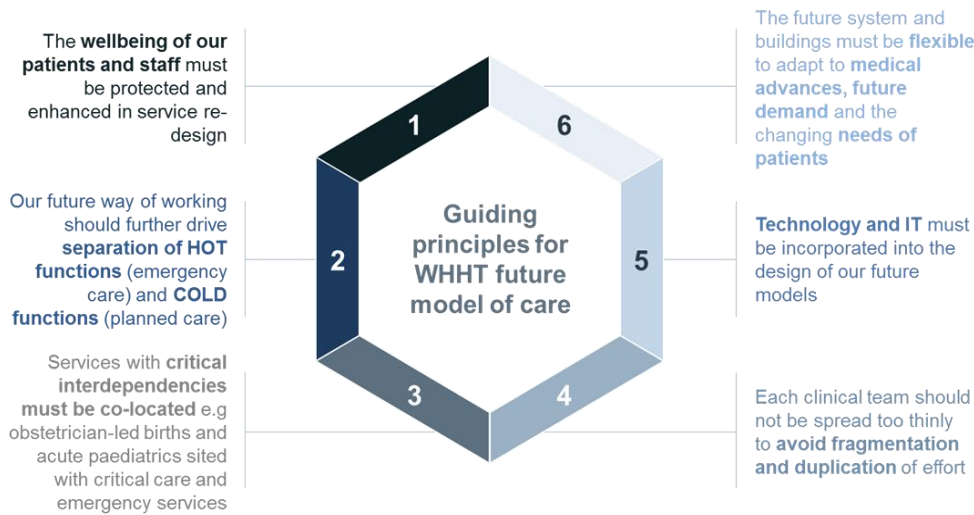 The wellbeing of our
patients and staff must
be protected and
enhanced in service re-
design
1
Our future way of working
should further drive
separation of HOT
functions (emergency
care) and COLD
functions (planned care)
2
Services with critical
interdependencies
must be co-located e.g
obstetrician-led births and
acute paediatrics sited
with critical care and
emergency services
3
Guiding
principles for
WHHT future
model of care
4
Each clinical team should
not be spread too thinly
to avoid fragmentation
and duplication of effort
5
Technology and IT must
be incorporated into the
design of our future
models
6
The future system and
buildings must be flexible
to adapt to medical
advances, future
demand and the
changing needs of
patients